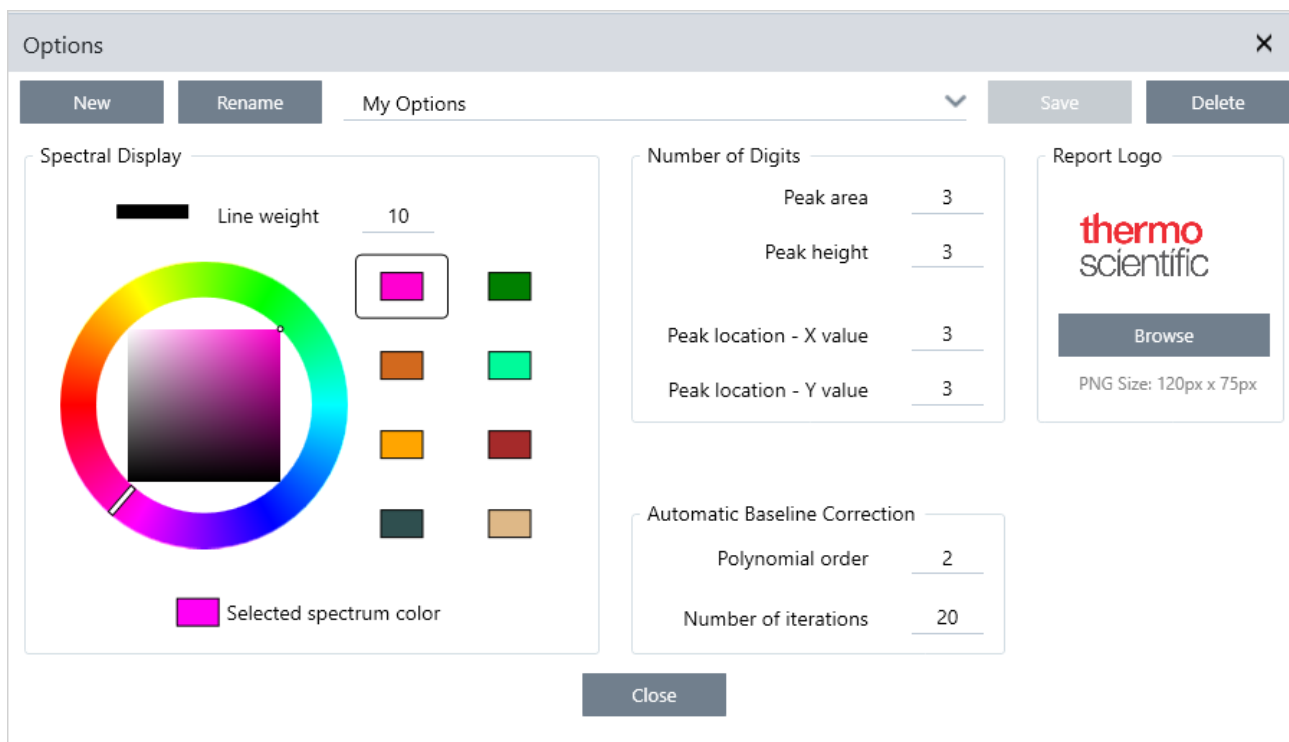 Options
New Rename My Options Save Delete
Spectral Display
Line weight 10
Selected spectrum color
Number of Digits
Peak area 3
Peak height 3
Peak location - X value 3
Peak location - Y value 3
Automatic Baseline Correction
Polynomial order 2
Number of iterations 20
Report Logo
thermo
scientific
Browse
PNG Size: 120px x 75px
Close